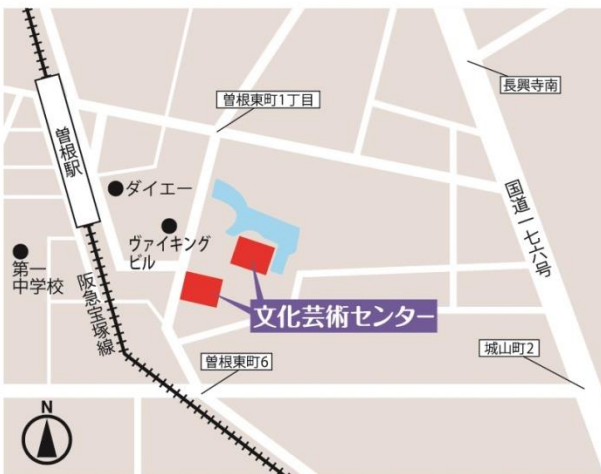 長興寺南
曽根東町1丁目
曽根駅
国道一七六号
ダイエー
ヴァイキング
ビル
第一
中学校
阪急宝塚線
文化芸術センター
城山町2
曽根東町6
N